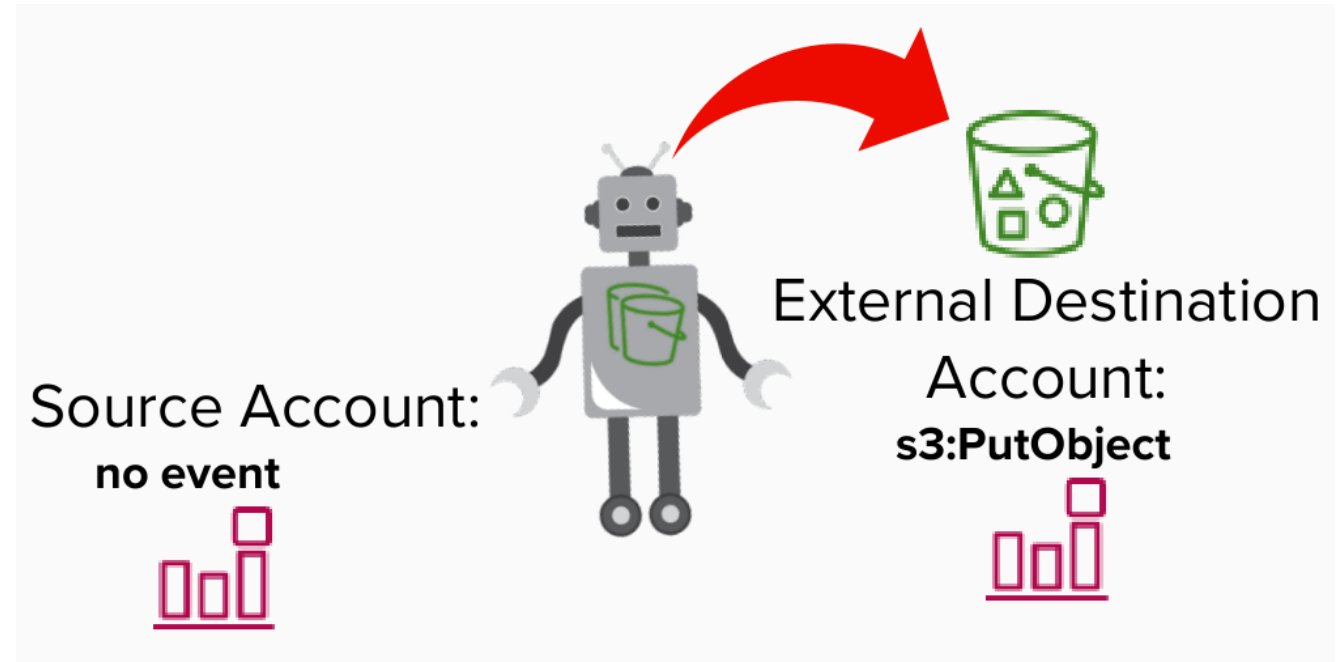 Source Account:
no event
External Destination
Account:
s3:PutObject